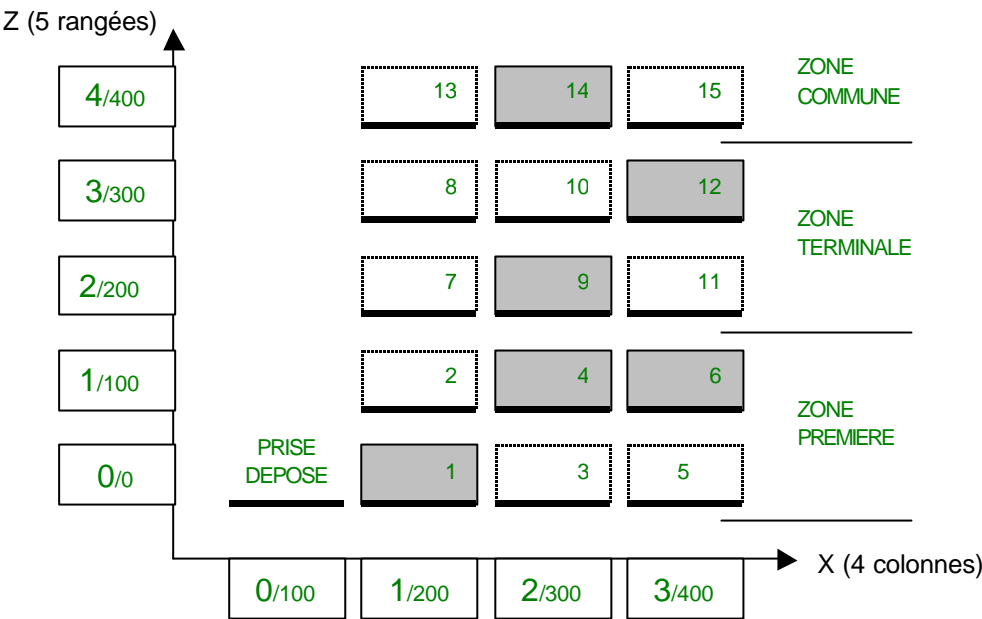 Z (5 rangées)
4/400
13
14
15
ZONE
COMMUNE
3/300
8
10
12
ZONE
TERMINALE
2/200
7
9
11
1/100
2
4
6
ZONE
PREMIERE
PRISE
DEPOSE
0/0
1
3
5
X (4 colonnes)
0/100
1/200
2/300
3/400